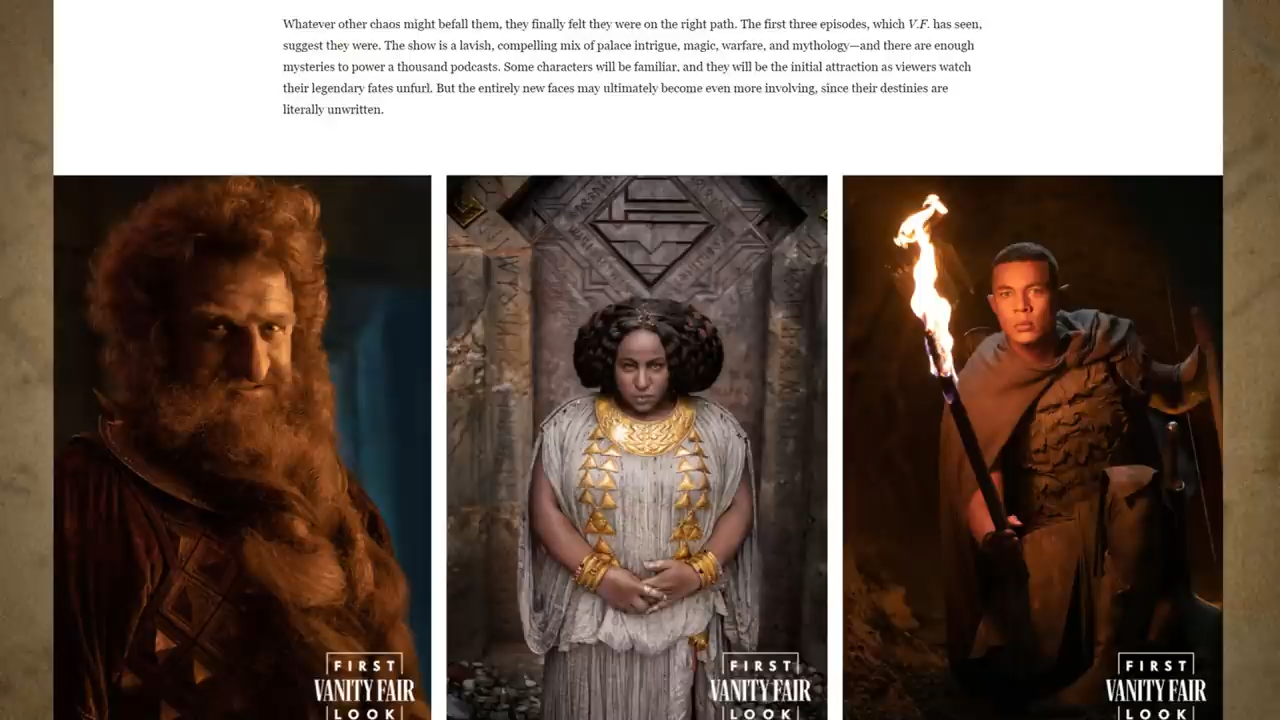 Whatever other chaos might befall them, they finally felt they were on the right path. The first three episodes, which V.F. has seen,
suggest they were. The show is a lavish, compelling mix of palace intrigue, magic, warfare, and mythology—and there are enough
mysteries to power a thousand podcasts. Some characters will be familiar, and they will be the initial attraction as viewers watch
their legendary fates unfurl. But the entirely new faces may ultimately become even more involving, since their destinies are
literally unwritten.
FIRST
VANITY FAIR
LOOK
FIRST
VANITY FAIR
LOOK
FIRST
VANITY FAIR
LOOK